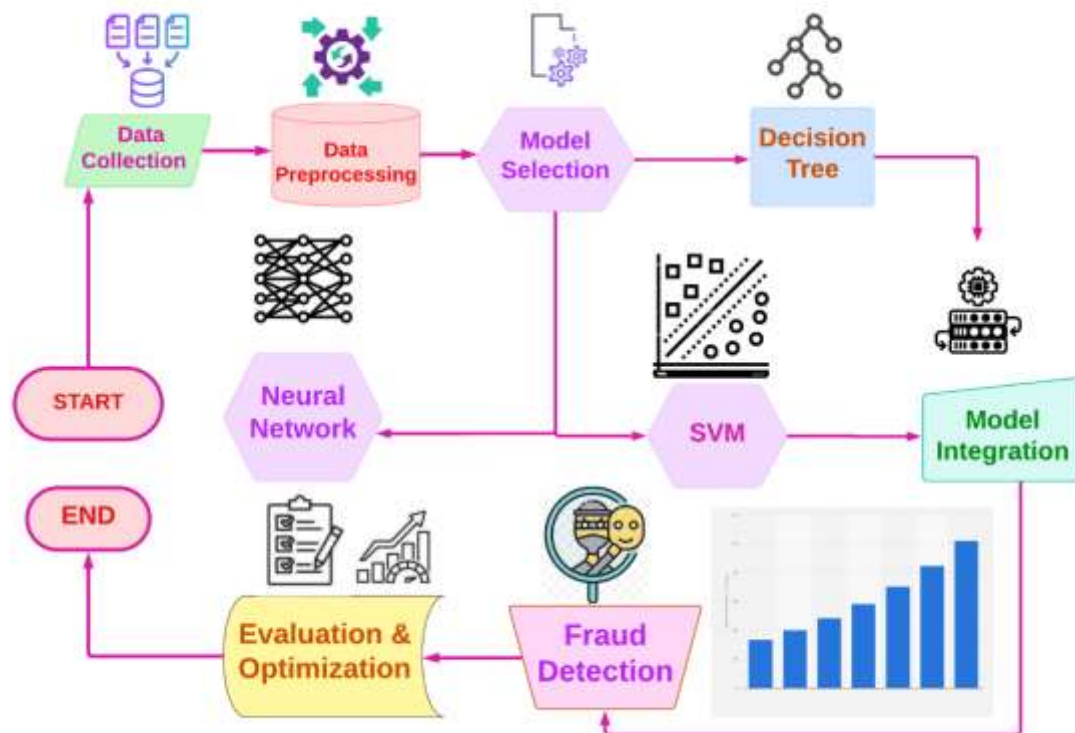 Data
Collection
Data
Preprocessing
Model
Selection
Decision
Tree
START
Neural
Network
SVM
Model
Integration
END
Evaluation &
Optimization
Fraud
Detection